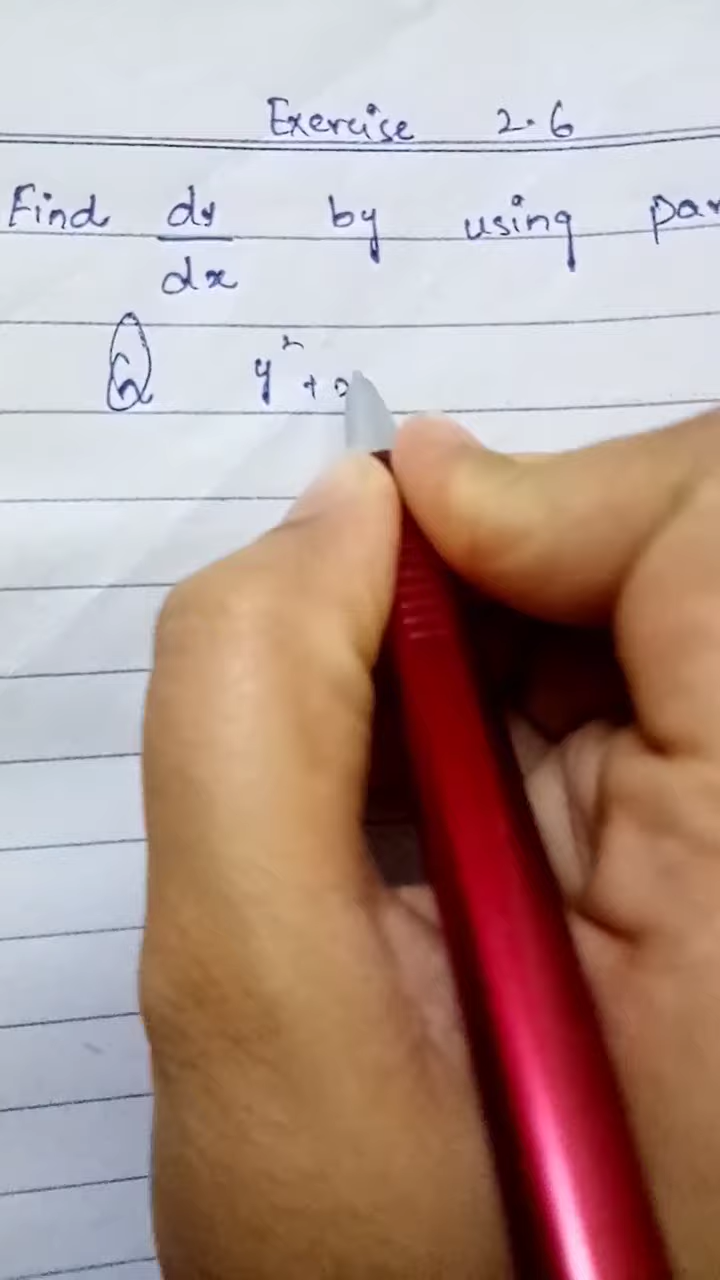 Exercise 2.6
Find dy/dx by using par
Q y² +